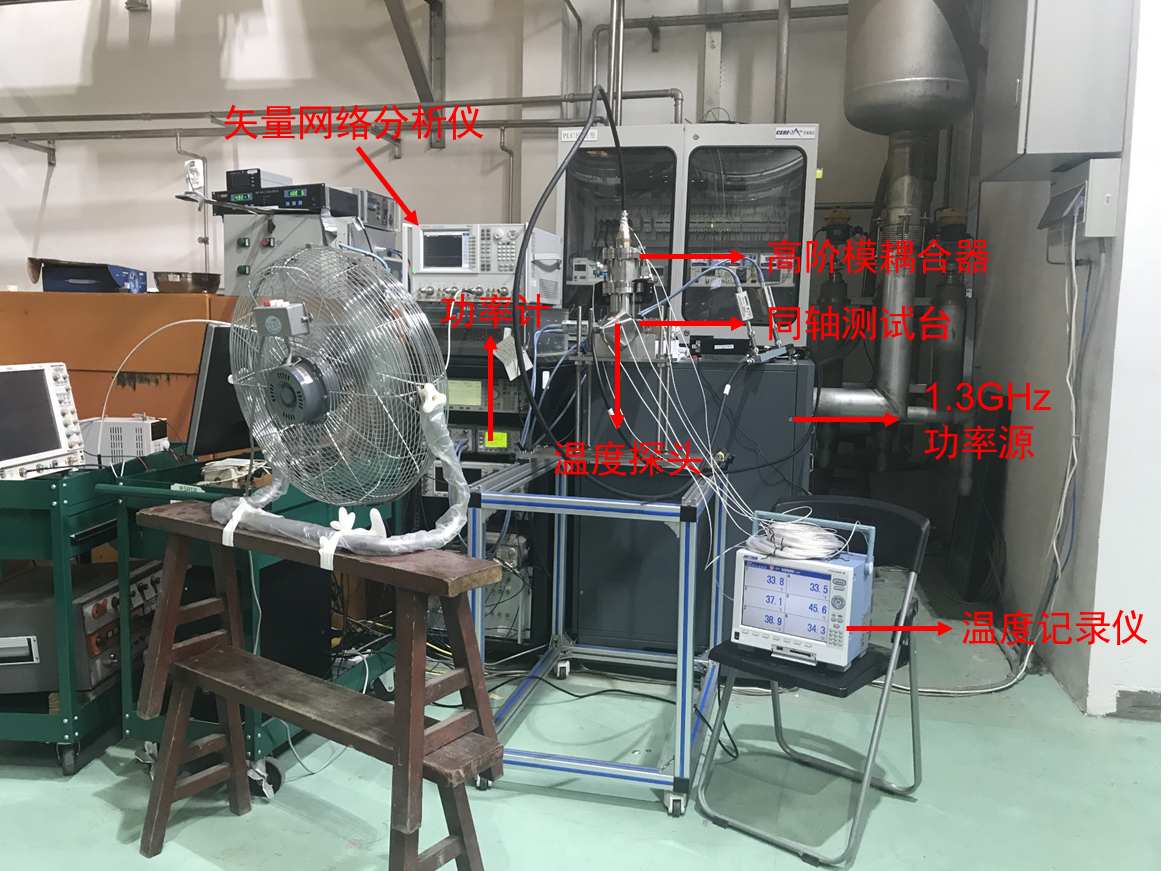 矢量网络分析仪
PLC
高阶模耦合器
功率计
同轴测试台
1.3GHz
功率源
温度探头
33.8 33.5
37.1 45.6
38.9 34.3
温度记录仪